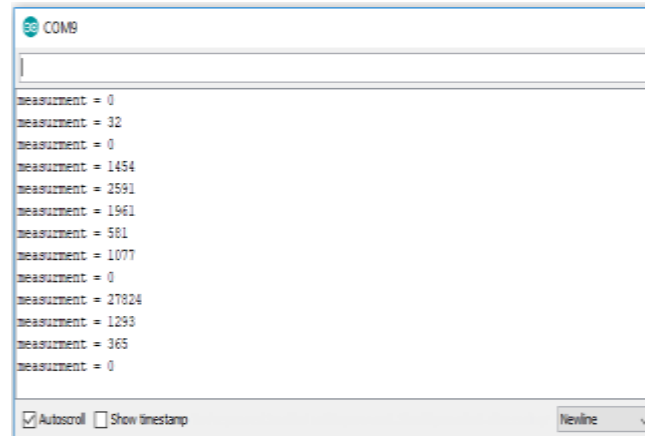 COM9
measurment = 0
measurment = 32
measurment = 0
measurment = 1454
measurment = 2591
measurment = 1961
measurment = 581
measurment = 1077
measurment = 0
measurment = 27824
measurment = 1293
measurment = 365
measurment = 0
Autoscroll Show timestamp Newline